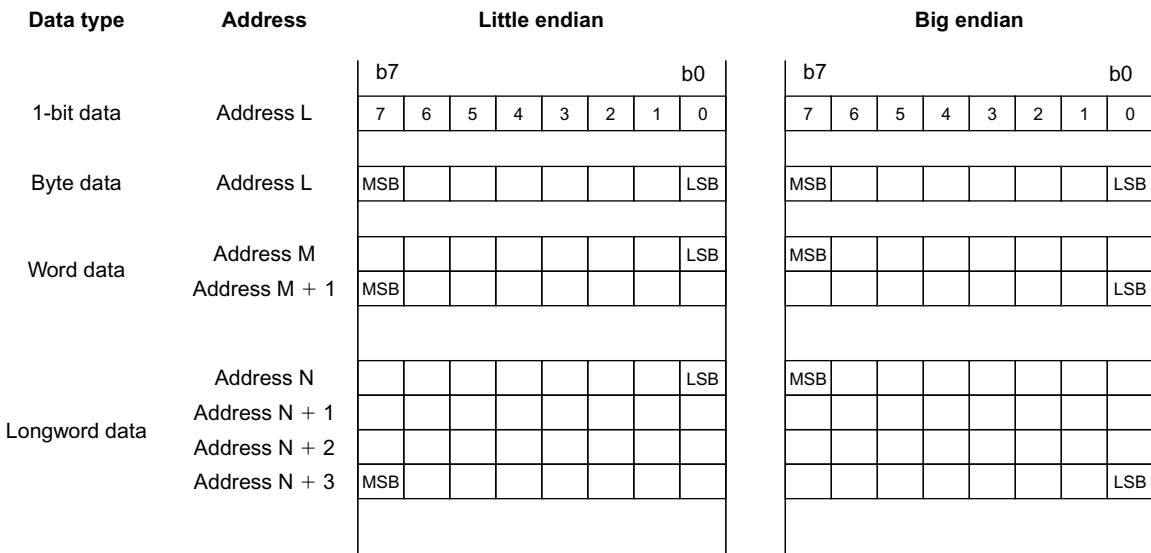 Data type Address Little endian Big endian
b7 b0 b7 b0
1-bit data Address L 7 6 5 4 3 2 1 0 7 6 5 4 3 2 1 0
Byte data Address L MSB LSB MSB LSB
Word data
Address M LSB MSB
Address M + 1 MSB LSB
Longword data
Address N LSB MSB
Address N + 1
Address N + 2
Address N + 3 MSB LSB